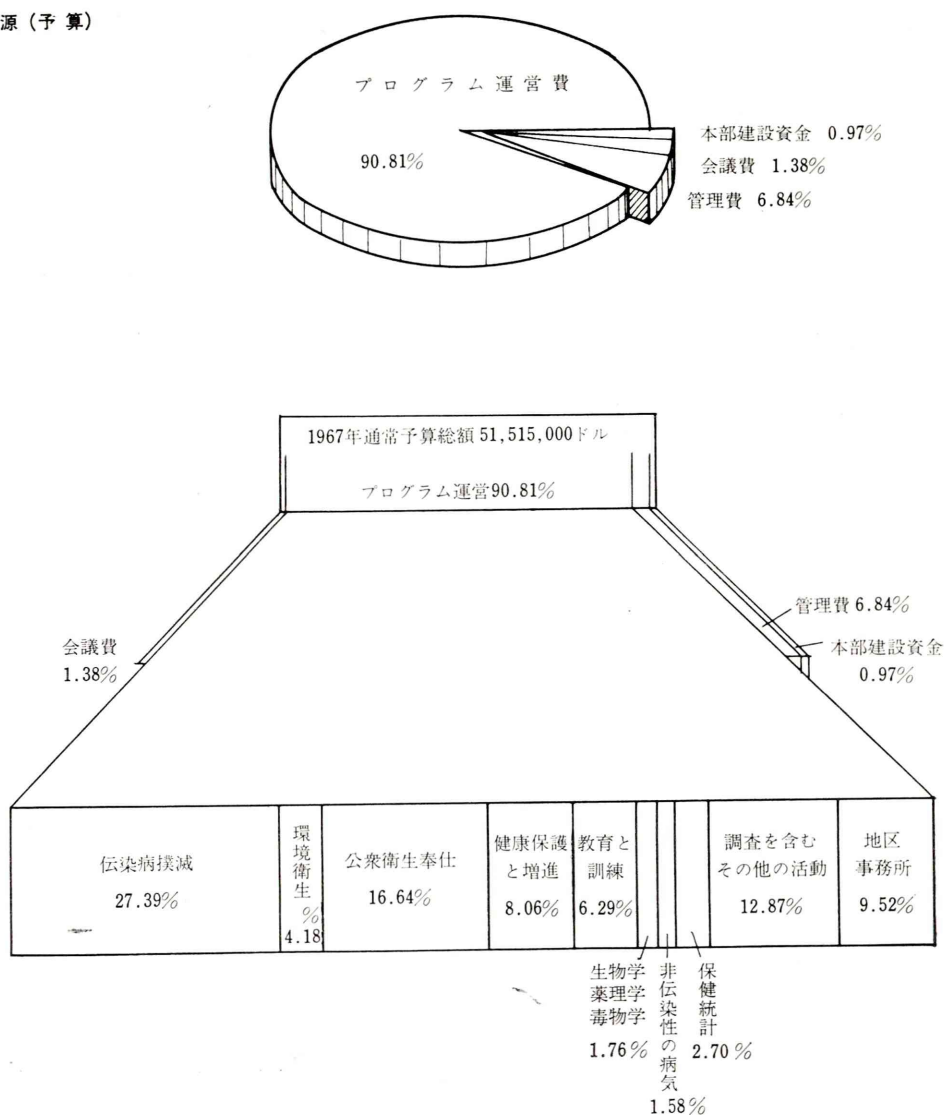 源（予 算）
プログラム運営費
90.81%
本部建設資金 0.97%
会議費 1.38%
管理費 6.84%
1967年通常予算総額 51,515,000ドル
プログラム運営90.81%
管理費 6.84%
本部建設資金
0.97%
会議費
1.38%
伝染病撲滅
27.39%
環境衛生
%
4.18
公衆衛生奉仕
16.64%
健康保護
と増進
8.06%
教育と
訓練
6.29%
調査を含む
その他の活動
12.87%
地区
事務所
9.52%
生物学
薬理学
毒物学
1.76%
非伝染性の病気
1.58%
保健統計
2.70%